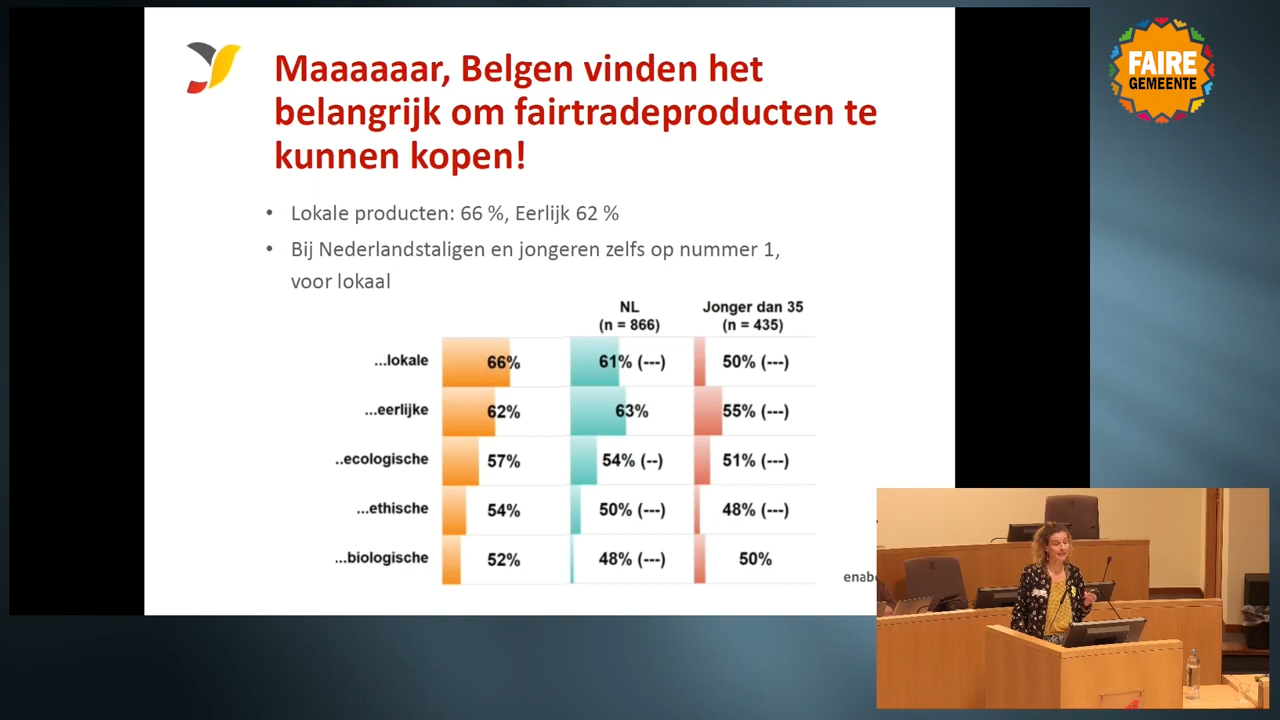 Maaaaaar, Belgen vinden het
belangrijk om fairtradeproducten te
kunnen kopen!
FAIRE
GEMEENTE
• Lokale producten: 66 %, Eerlijk 62 %
• Bij Nederlandstaligen en jongeren zelfs op nummer 1,
voor lokaal
NL Jonger dan 35
(n = 866) (n = 435)
...lokale 66% 61% (---) 50% (---)
...eerlijke 62% 63% 55% (---)
..ecologische 57% 54% (--) 51% (---)
...ethische 54% 50% (---) 48% (---)
...biologische 52% 48% (---) 50%